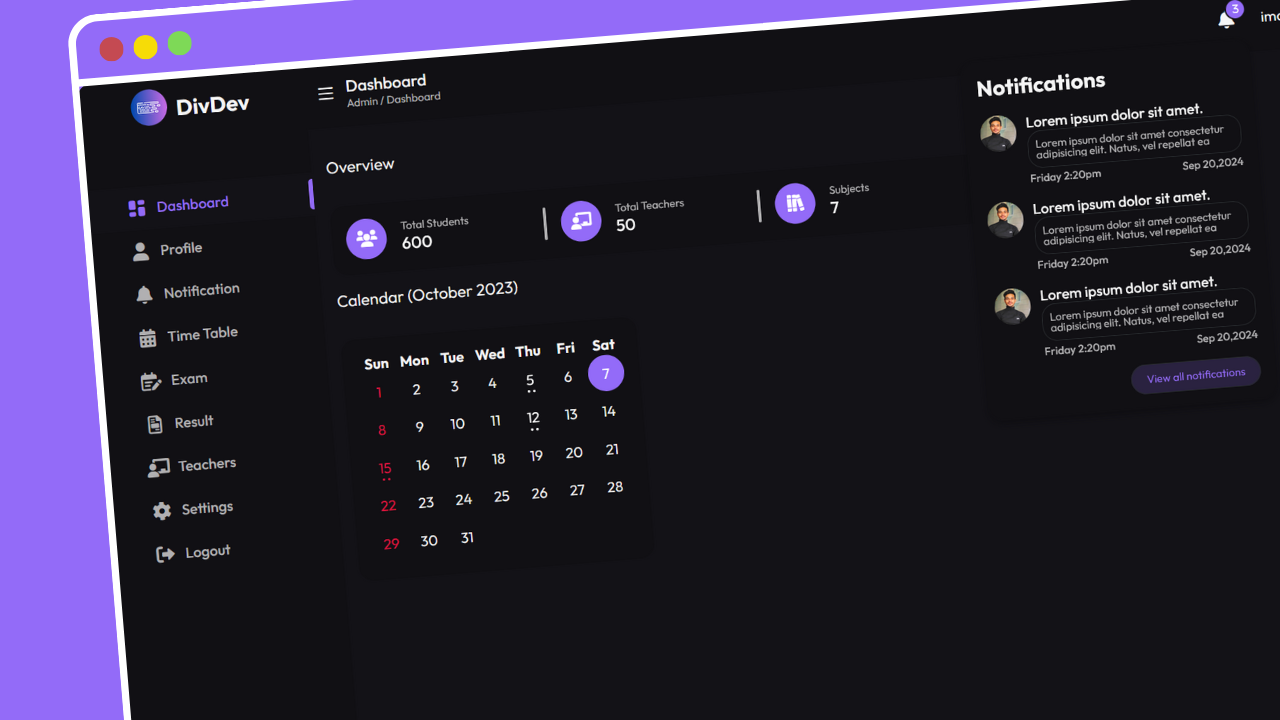 3
ima
DivDev
Dashboard
Admin / Dashboard
Dashboard
Profile
Notification
Time Table
Exam
Result
Teachers
Settings
Logout
Overview
Total Students
600
Total Teachers
50
Subjects
7
Calendar (October 2023)
Sun Mon Tue Wed Thu Fri Sat
1 2 3 4 5 6 7
8 9 10 11 12 13 14
15 16 17 18 19 20 21
22 23 24 25 26 27 28
29 30 31
Notifications
Lorem ipsum dolor sit amet.
Lorem ipsum dolor sit amet consectetur
adipisicing elit. Natus, vel repellat ea
Friday 2:20pm Sep 20,2024
Lorem ipsum dolor sit amet.
Lorem ipsum dolor sit amet consectetur
adipisicing elit. Natus, vel repellat ea
Friday 2:20pm Sep 20,2024
Lorem ipsum dolor sit amet.
Lorem ipsum dolor sit amet consectetur
adipisicing elit. Natus, vel repellat ea
Friday 2:20pm Sep 20,2024
View all notifications